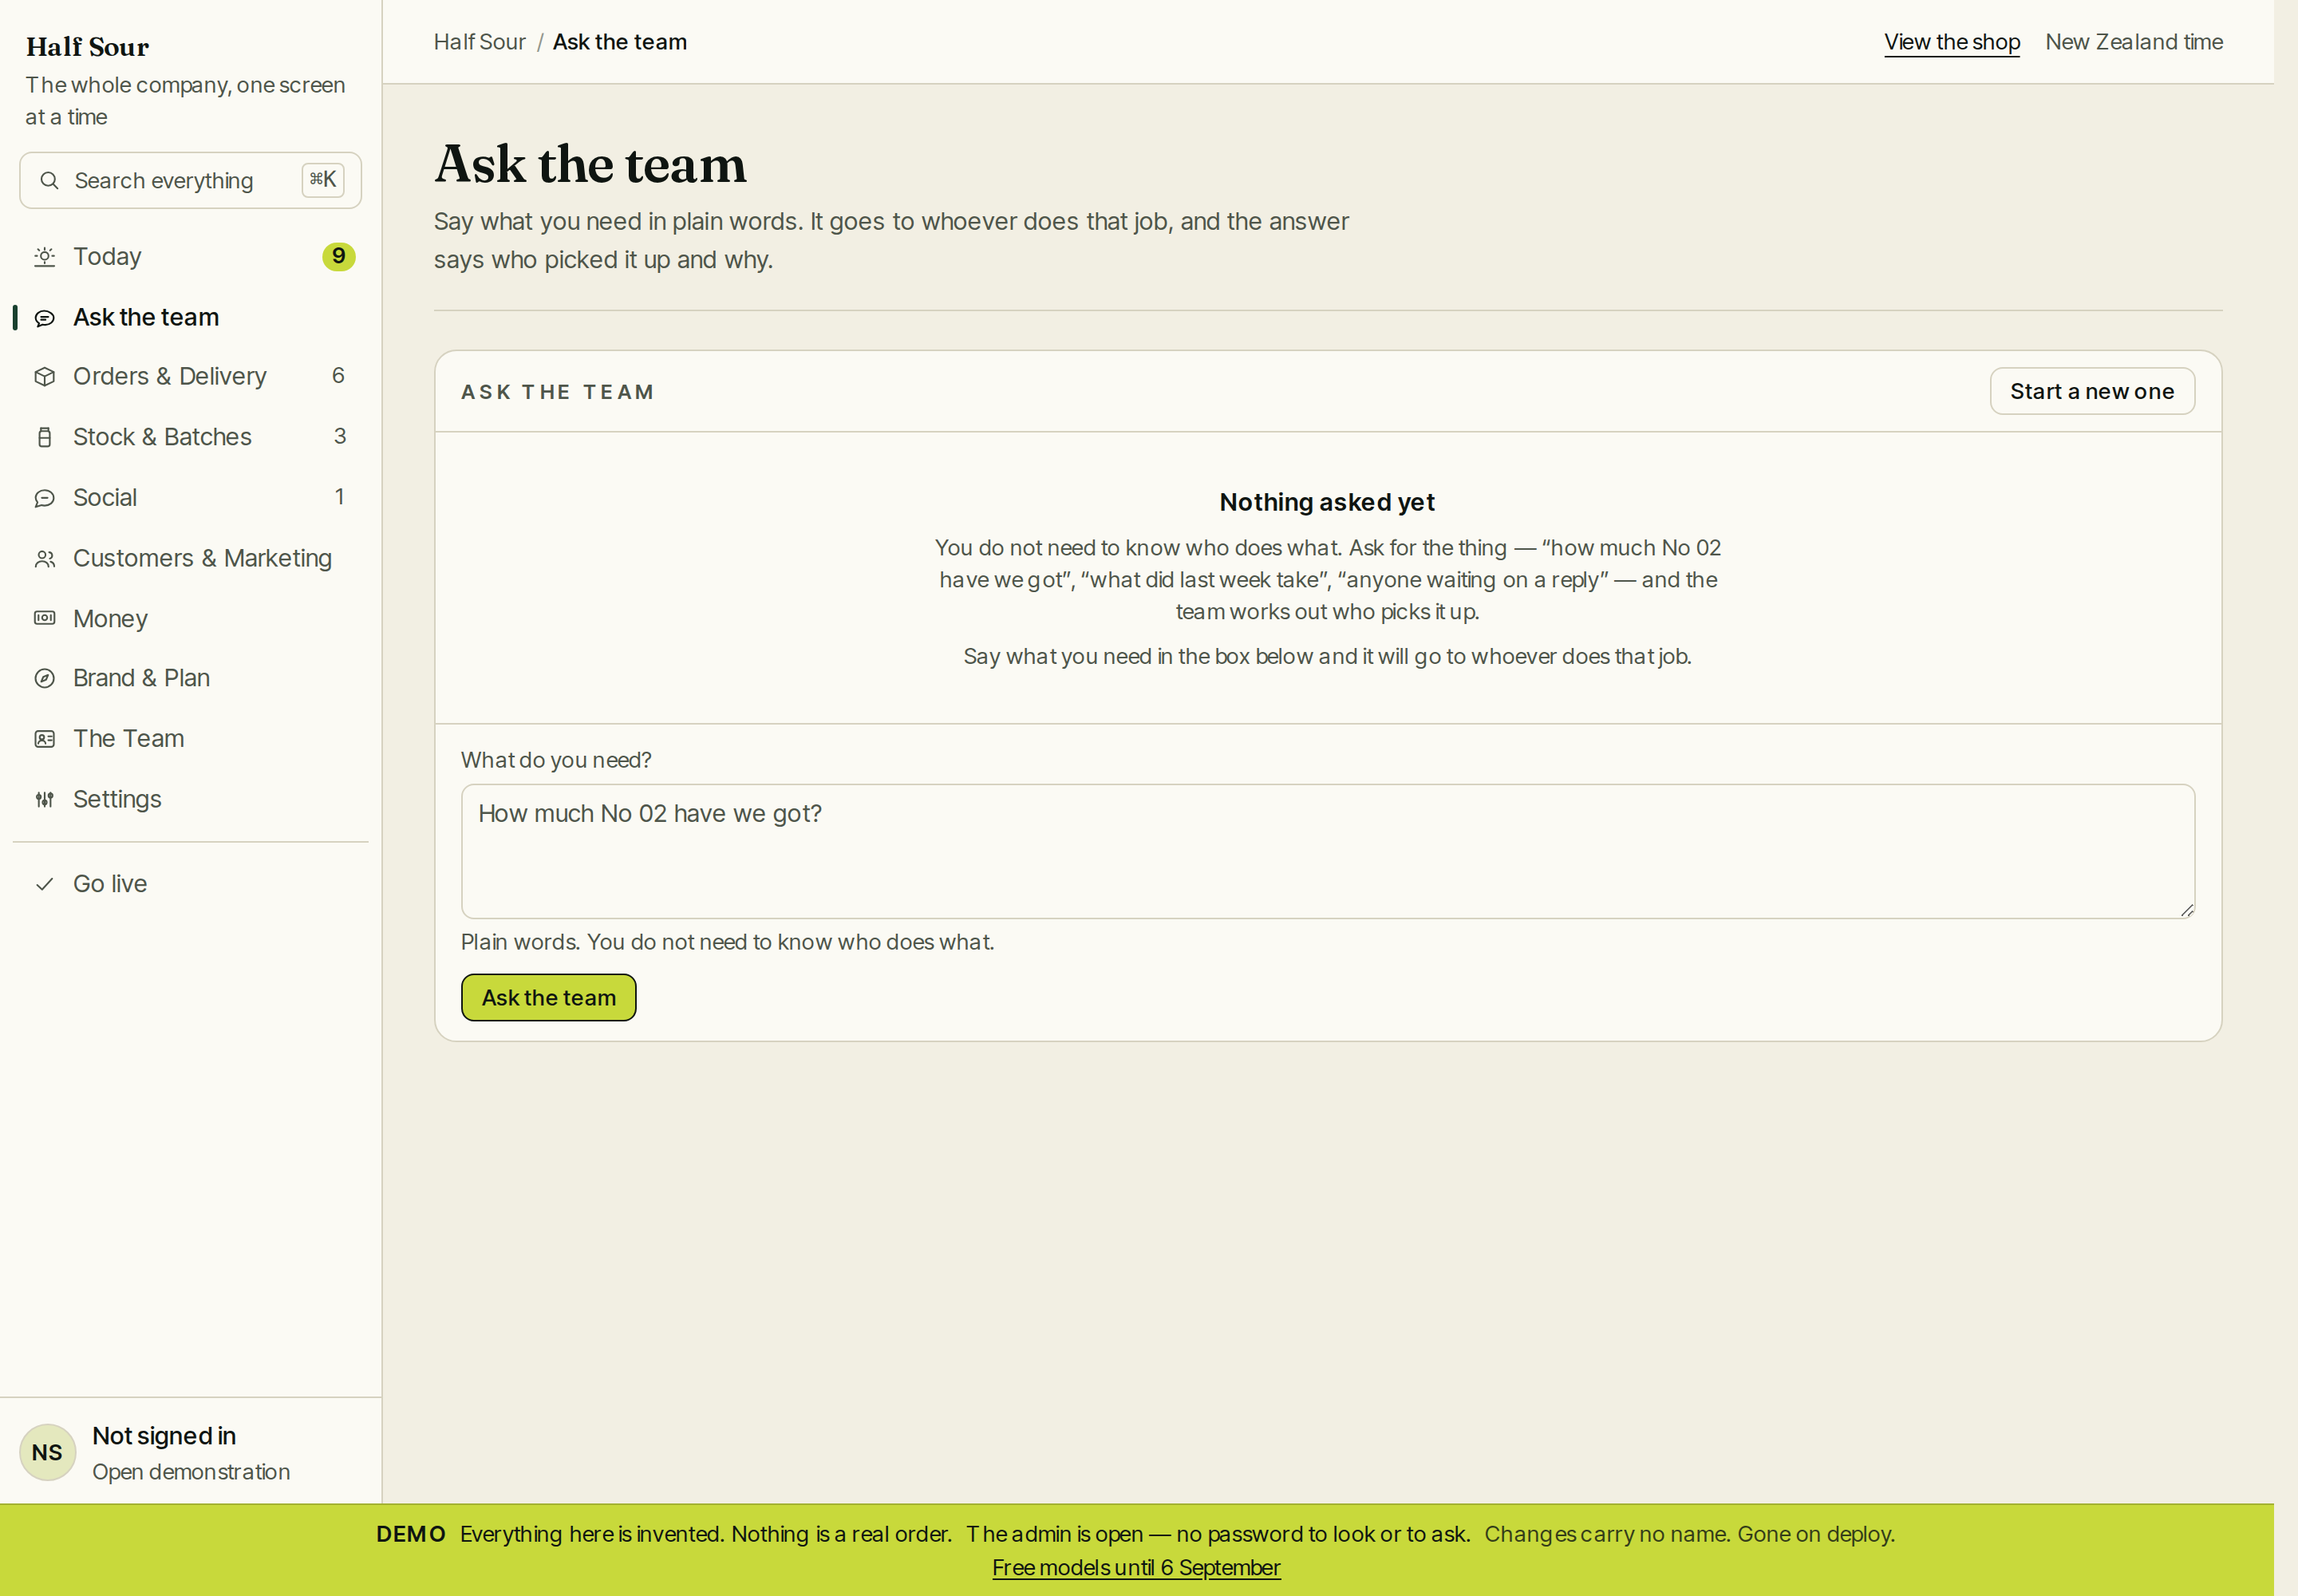 Half Sour
The whole company, one screen
at a time
Search everything ⌘K
Today 9
Ask the team
Orders & Delivery 6
Stock & Batches 3
Social 1
Customers & Marketing
Money
Brand & Plan
The Team
Settings
Go live
NS
Not signed in
Open demonstration
Half Sour / Ask the team
View the shop New Zealand time
Ask the team
Say what you need in plain words. It goes to whoever does that job, and the answer
says who picked it up and why.
ASK THE TEAM
Start a new one
Nothing asked yet
You do not need to know who does what. Ask for the thing — “how much No 02
have we got”, “what did last week take”, “anyone waiting on a reply” — and the
team works out who picks it up.
Say what you need in the box below and it will go to whoever does that job.
What do you need?
How much No 02 have we got?
Plain words. You do not need to know who does what.
Ask the team
DEMO Everything here is invented. Nothing is a real order. The admin is open — no password to look or to ask. Changes carry no name. Gone on deploy.
Free models until 6 September